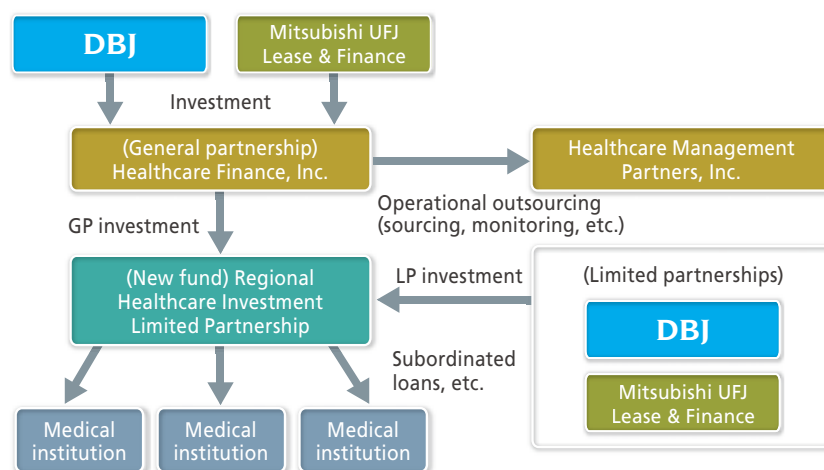 DBJ
Mitsubishi UFJ
Lease & Finance
Investment
(General partnership)
Healthcare Finance, Inc.
Healthcare Management
Partners, Inc.
Operational outsourcing
(sourcing, monitoring, etc.)
GP investment
(New fund) Regional
Healthcare Investment
Limited Partnership
LP investment
(Limited partnerships)
DBJ
Mitsubishi UFJ
Lease & Finance
Subordinated
loans, etc.
Medical
institution
Medical
institution
Medical
institution